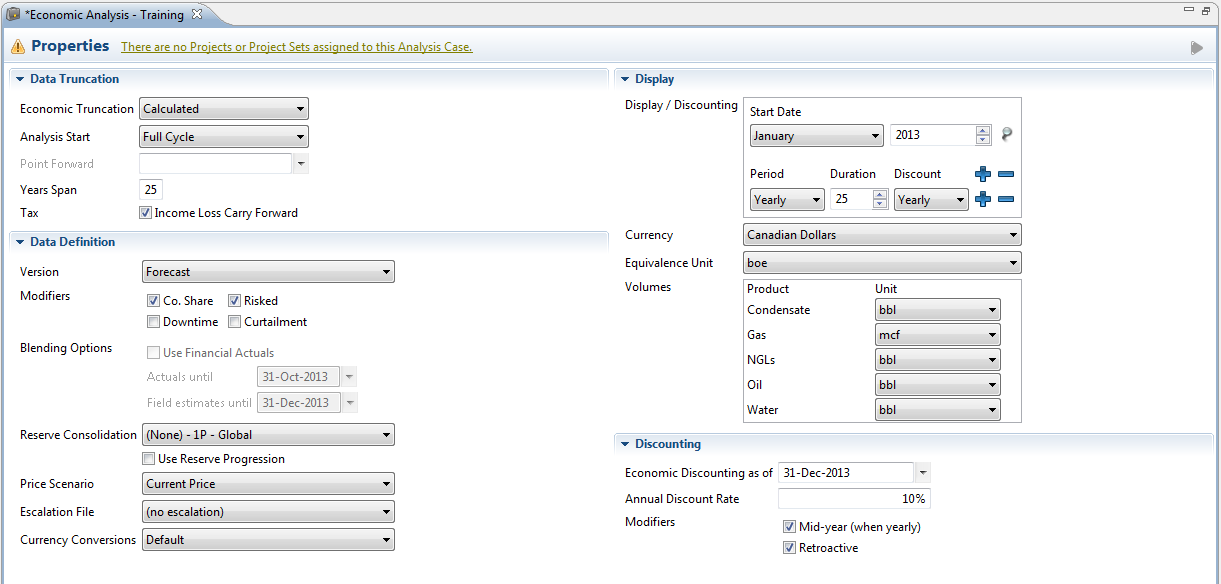 *Economic Analysis - Training
Properties There are no Projects or Project Sets assigned to this Analysis Case.
Data Truncation
Economic Truncation Calculated
Analysis Start Full Cycle
Point Forward
Years Span 25
Tax Income Loss Carry Forward
Data Definition
Version Forecast
Modifiers Co. Share Risked
Downtime Curtailment
Blending Options Use Financial Actuals
Actuals until 31-Oct-2013
Field estimates until 31-Dec-2013
Reserve Consolidation (None) - 1P - Global
Use Reserve Progression
Price Scenario Current Price
Escalation File (no escalation)
Currency Conversions Default
Display
Display / Discounting Start Date
January 2013
Period Duration Discount
Yearly 25 Yearly
Currency Canadian Dollars
Equivalence Unit boe
Volumes Product Unit
Condensate bbl
Gas mcf
NGLs bbl
Oil bbl
Water bbl
Discounting
Economic Discounting as of 31-Dec-2013
Annual Discount Rate 10%
Modifiers Mid-year (when yearly)
Retroactive